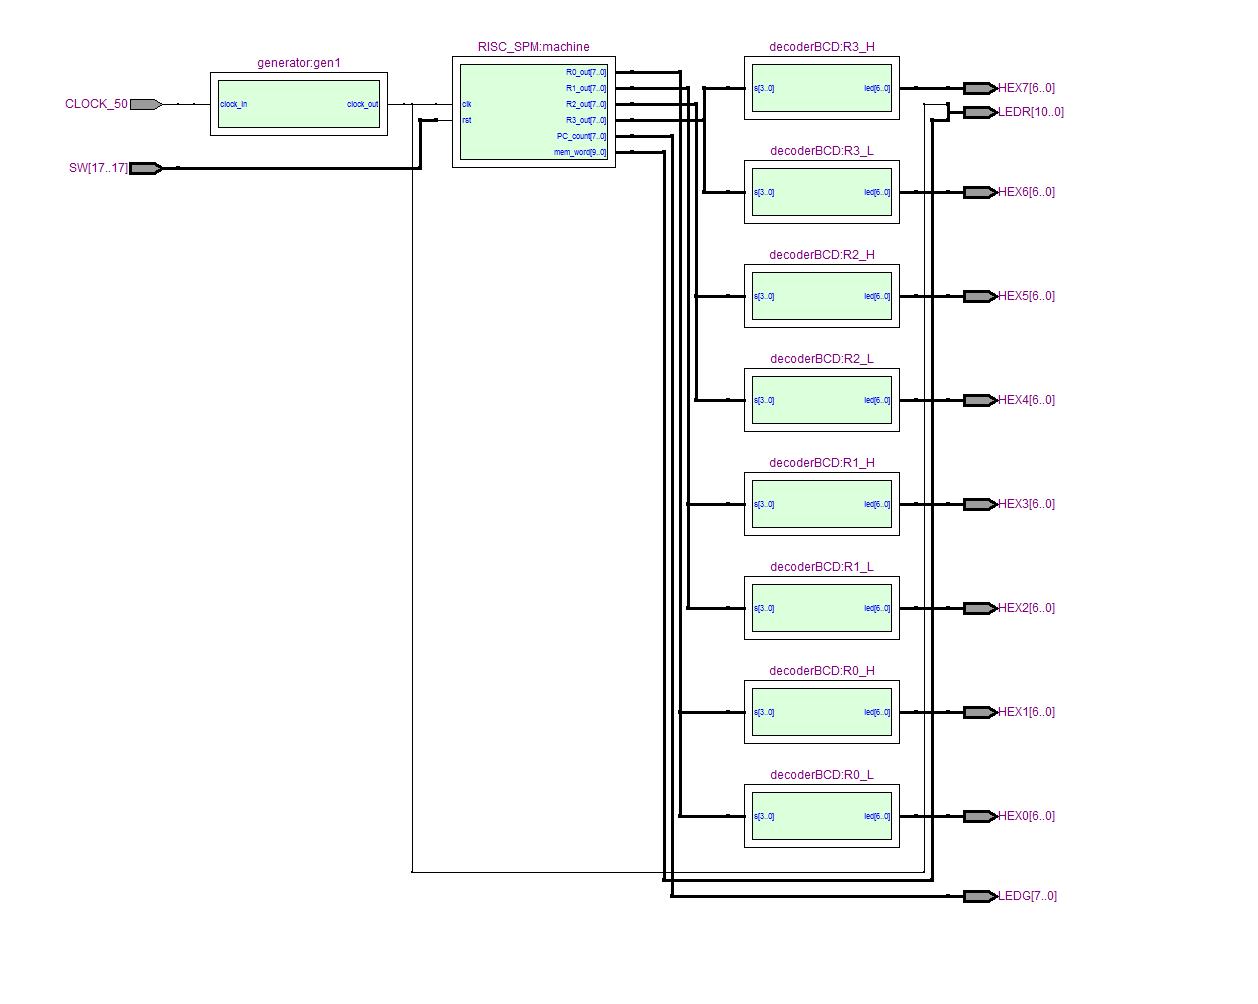 RISC_SPM:machine
decoderBCD:R3_H
generator:gen1
R0_out[7..0]
R1_out[7..0]
s[3..0]
led[6..0]
HEX7[6..0]
CLOCK_50
clock_in
clock_out
clk
R2_out[7..0]
LEDR[10..0]
rst
R3_out[7..0]
PC_count[7..0]
mem_word[9..0]
decoderBCD:R3_L
SW[17..17]
s[3..0]
led[6..0]
HEX6[6..0]
decoderBCD:R2_H
s[3..0]
led[6..0]
HEX5[6..0]
decoderBCD:R2_L
s[3..0]
led[6..0]
HEX4[6..0]
decoderBCD:R1_H
s[3..0]
led[6..0]
HEX3[6..0]
decoderBCD:R1_L
s[3..0]
led[6..0]
HEX2[6..0]
decoderBCD:R0_H
s[3..0]
led[6..0]
HEX1[6..0]
decoderBCD:R0_L
s[3..0]
led[6..0]
HEX0[6..0]
LEDG[7..0]